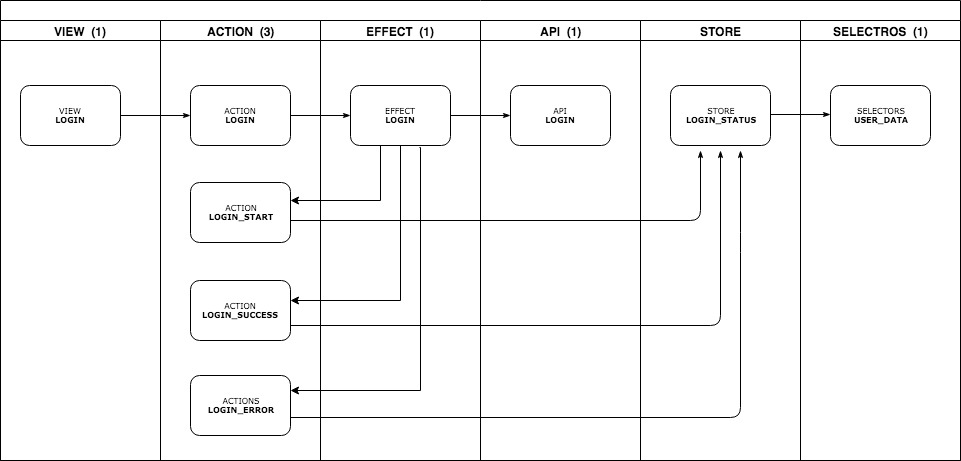 VIEW (1)
ACTION (3)
EFFECT (1)
API (1)
STORE
SELECTROS (1)
VIEW
LOGIN
ACTION
LOGIN
EFFECT
LOGIN
API
LOGIN
STORE
LOGIN_STATUS
SELECTORS
USER_DATA
ACTION
LOGIN_START
ACTION
LOGIN_SUCCESS
ACTIONS
LOGIN_ERROR